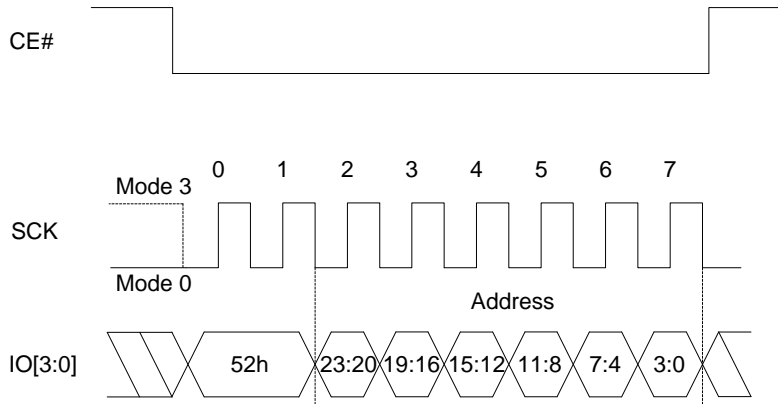 CE#
0 1 2 3 4 5 6 7
Mode 3
SCK
Mode 0
Address
IO[3:0] 52h 23:20 19:16 15:12 11:8 7:4 3:0